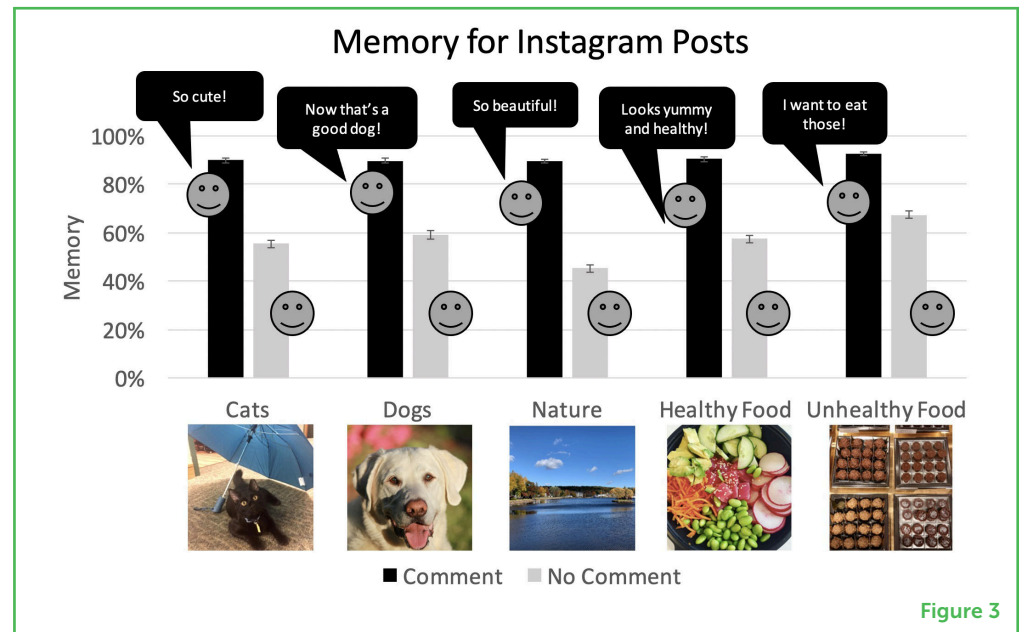 Memory for Instagram Posts
So cute!
Now that's a
good dog!
So beautiful!
Looks yummy
and healthy!
I want to eat
those!
Memory
100%
80%
60%
40%
20%
0%
Cats Dogs Nature Healthy Food Unhealthy Food
Comment No Comment
Figure 3